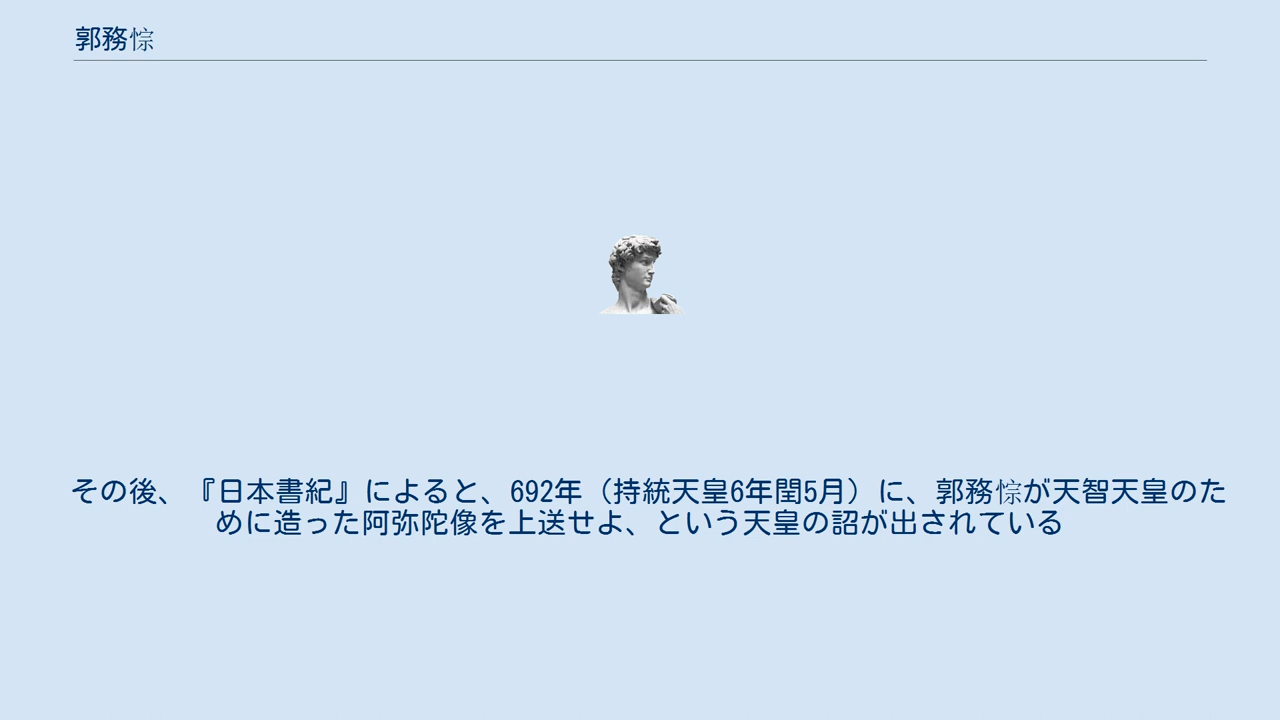 郭務悰
その後、『日本書紀』によると、692年（持統天皇6年閏5月）に、郭務悰が天智天皇のた
めに造った阿弥陀像を上送せよ、という天皇の詔が出されている